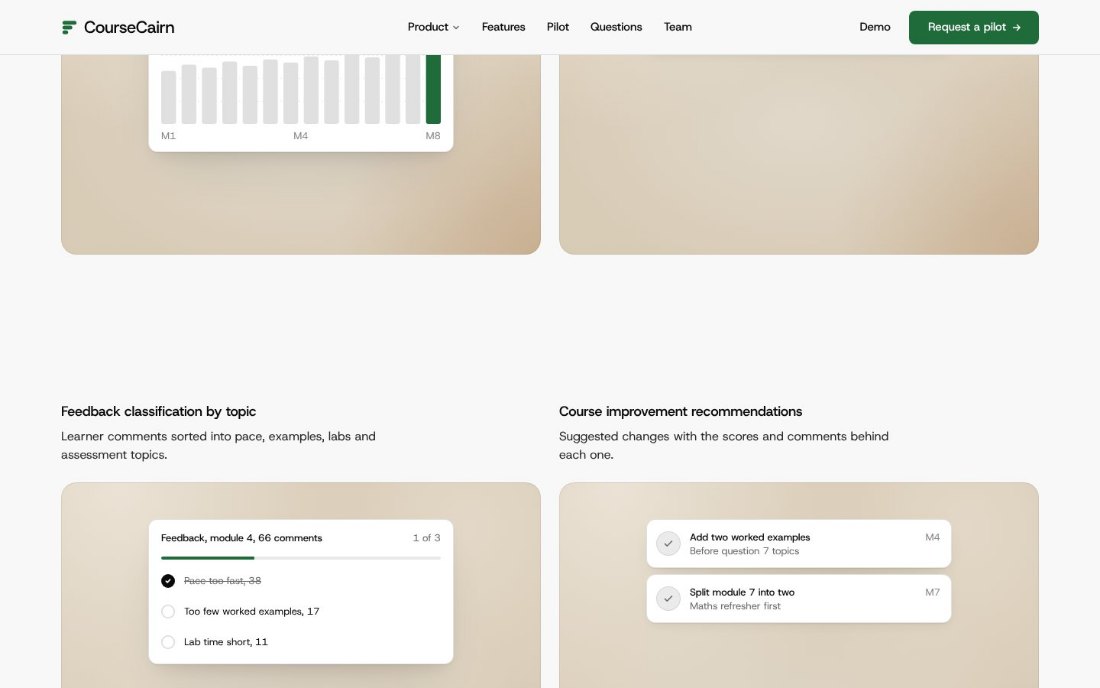 CourseCairn
Product
Features
Pilot
Questions
Team
Demo
Request a pilot →
M1
M4
M8
Feedback classification by topic
Learner comments sorted into pace, examples, labs and
assessment topics.
Course improvement recommendations
Suggested changes with the scores and comments behind
each one.
Feedback, module 4, 66 comments
1 of 3
Pace too fast, 38
Too few worked examples, 17
Lab time short, 11
Add two worked examples
M4
Before question 7 topics
Split module 7 into two
M7
Maths refresher first